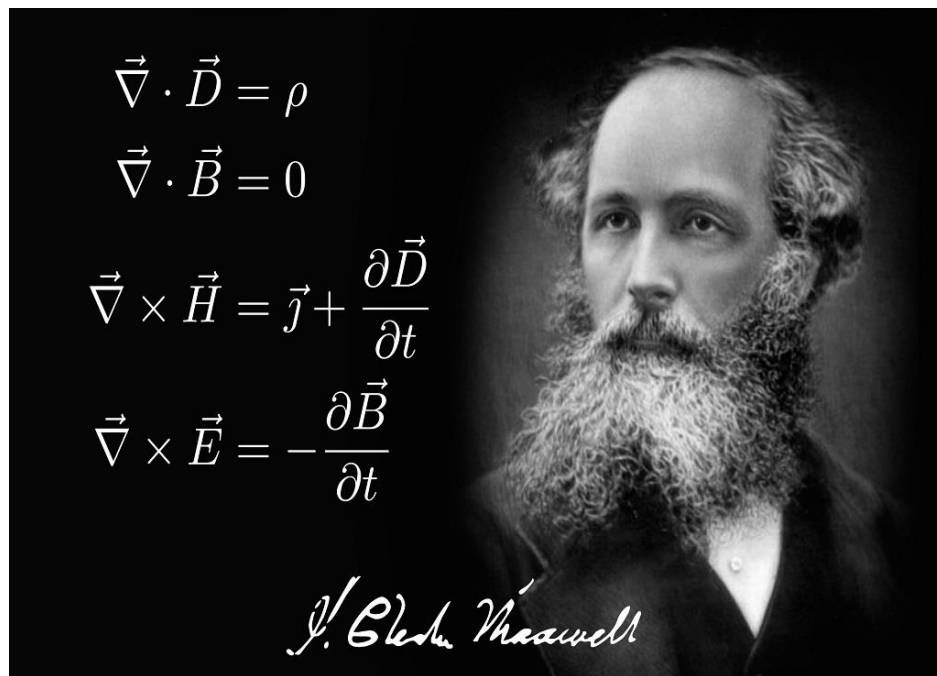 ∇⃗ · D⃗ = ρ
∇⃗ · B⃗ = 0
∇⃗ × H⃗ = ȷ⃗ + ∂D⃗/∂t
∇⃗ × E⃗ = −∂B⃗/∂t
J. Clerk Maxwell